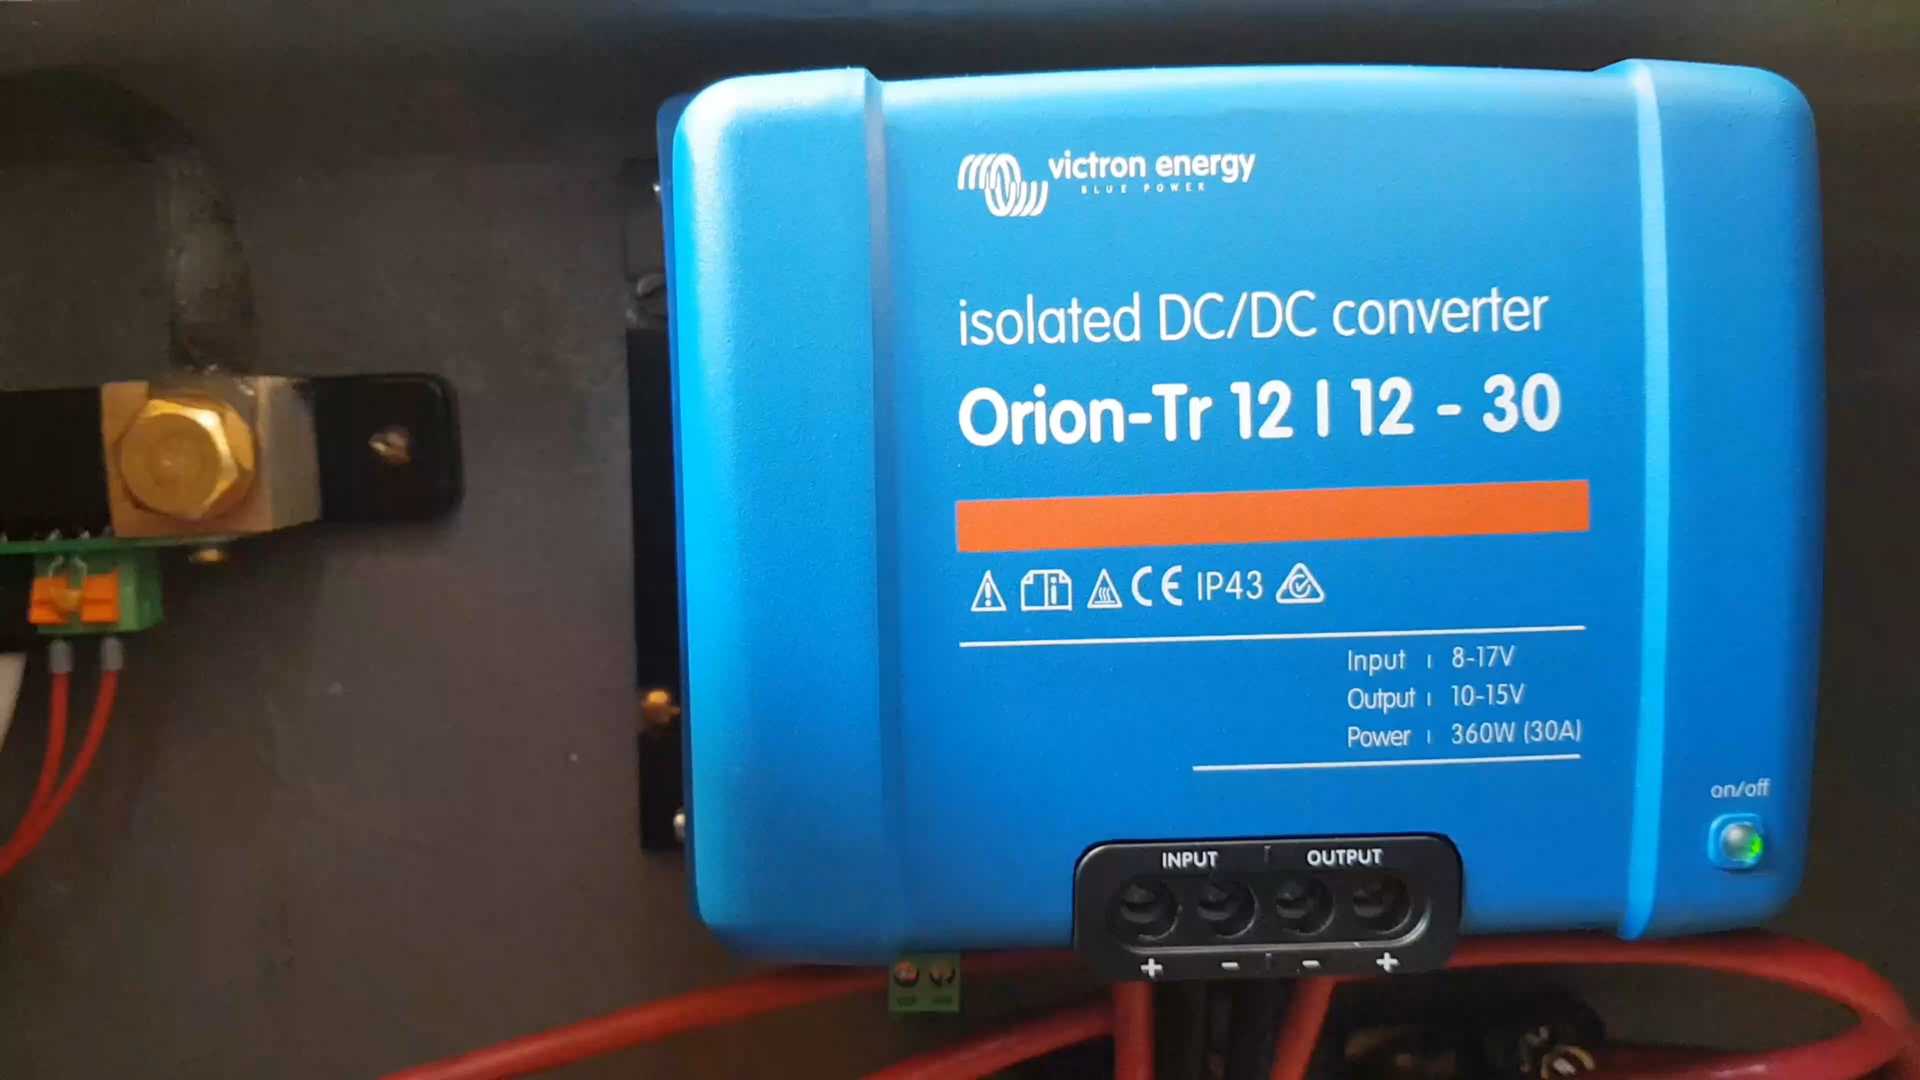 victron energy
BLUE POWER
isolated DC/DC converter
Orion-Tr 12 | 12 - 30
CE IP43
Input | 8-17V
Output | 10-15V
Power | 360W (30A)
on/off
INPUT | OUTPUT
+ - | - +